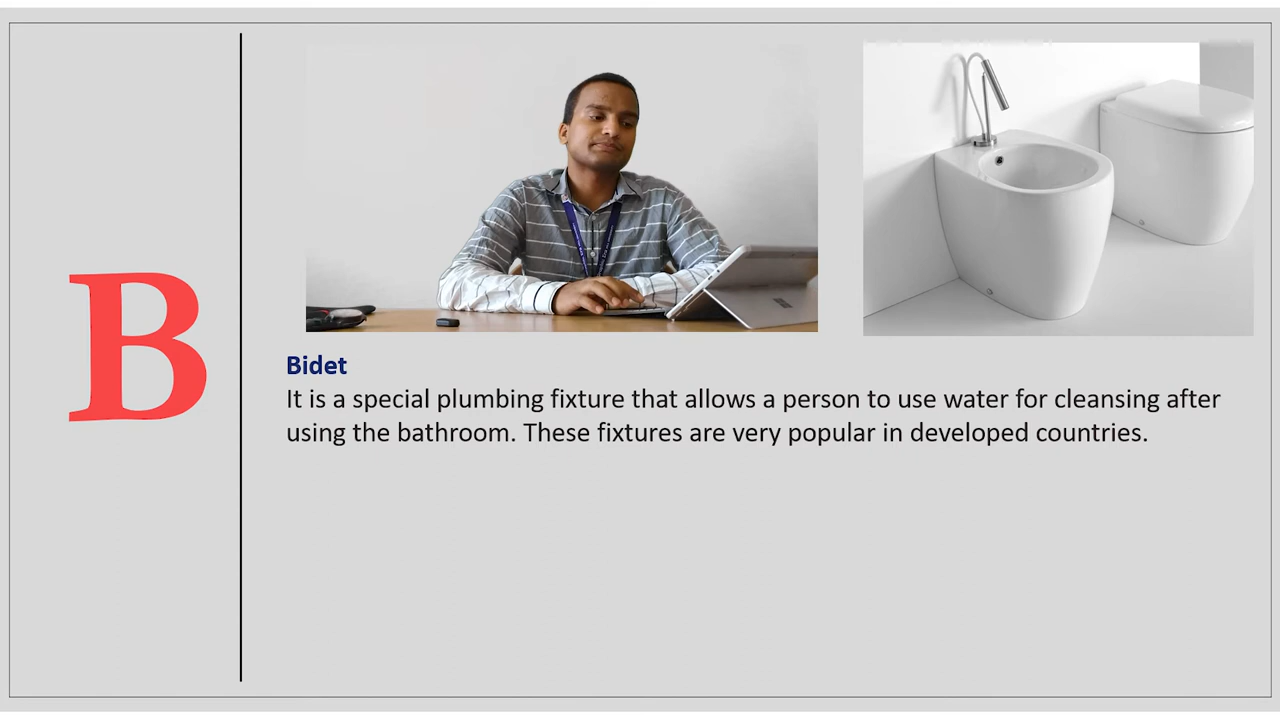 B
Bidet
It is a special plumbing fixture that allows a person to use water for cleansing after
using the bathroom. These fixtures are very popular in developed countries.